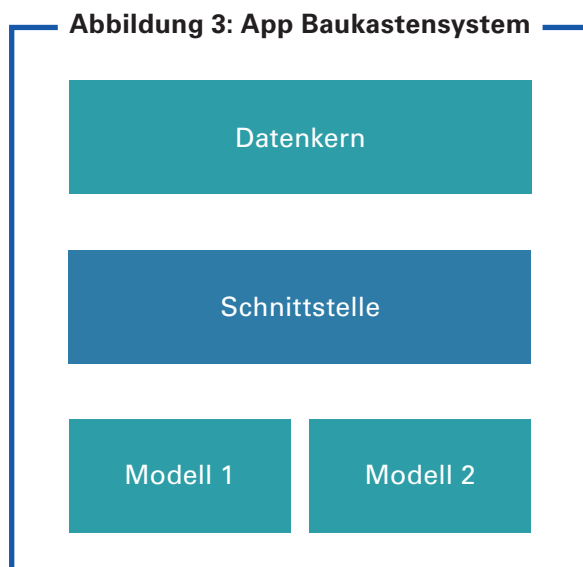 Abbildung 3: App Baukastensystem
Datenkern
Schnittstelle
Modell 1
Modell 2